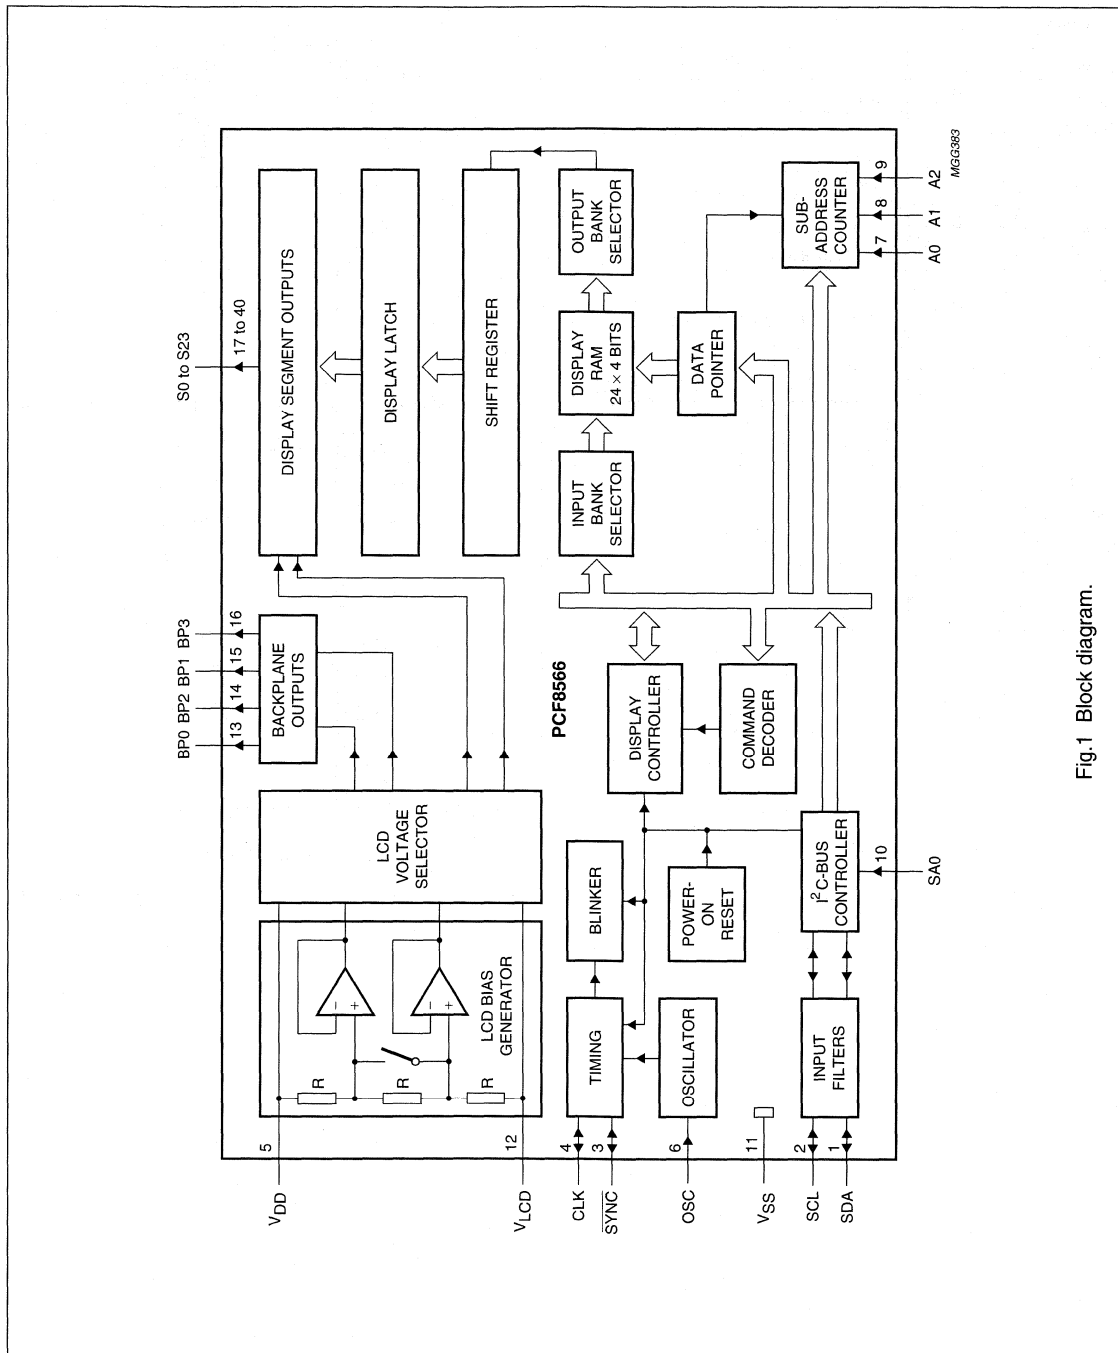 S0 to S23
17 to 40
BP0 BP2 BP1 BP3
13 14 15 16
BACKPLANE
OUTPUTS
DISPLAY SEGMENT OUTPUTS
DISPLAY LATCH
SHIFT REGISTER
LCD
VOLTAGE
SELECTOR
LCD BIAS
GENERATOR
R
R
R
−
+
−
+
VDD
5
VLCD
12
PCF8566
INPUT
BANK
SELECTOR
DISPLAY
RAM
24 × 4 BITS
OUTPUT
BANK
SELECTOR
CLK
4
SYNC
3
TIMING
BLINKER
DISPLAY
CONTROLLER
DATA
POINTER
OSC
6
OSCILLATOR
POWER-
ON
RESET
COMMAND
DECODER
VSS
11
SUB-
ADDRESS
COUNTER
SCL
2
SDA
1
INPUT
FILTERS
I²C-BUS
CONTROLLER
10
SA0
7 8 9
A0 A1 A2
MGG383
Fig.1 Block diagram.